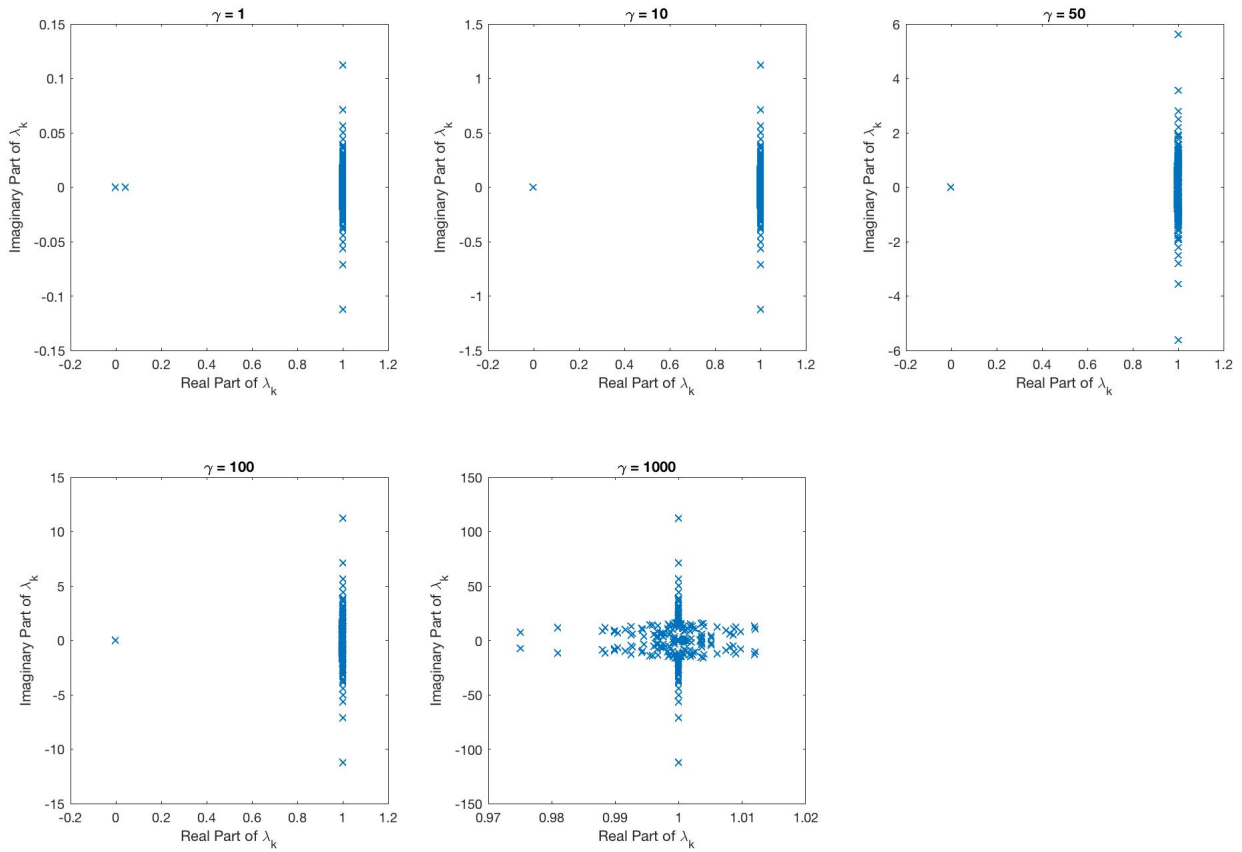 γ = 1
0.15
0.1
0.05
0
-0.05
-0.1
-0.15
Imaginary Part of λk
-0.2 0 0.2 0.4 0.6 0.8 1 1.2
Real Part of λk
γ = 10
1.5
1
0.5
0
-0.5
-1
-1.5
Imaginary Part of λk
-0.2 0 0.2 0.4 0.6 0.8 1 1.2
Real Part of λk
γ = 50
6
4
2
0
-2
-4
-6
Imaginary Part of λk
-0.2 0 0.2 0.4 0.6 0.8 1 1.2
Real Part of λk
γ = 100
15
10
5
0
-5
-10
-15
Imaginary Part of λk
-0.2 0 0.2 0.4 0.6 0.8 1 1.2
Real Part of λk
γ = 1000
150
100
50
0
-50
-100
-150
Imaginary Part of λk
0.97 0.98 0.99 1 1.01 1.02
Real Part of λk